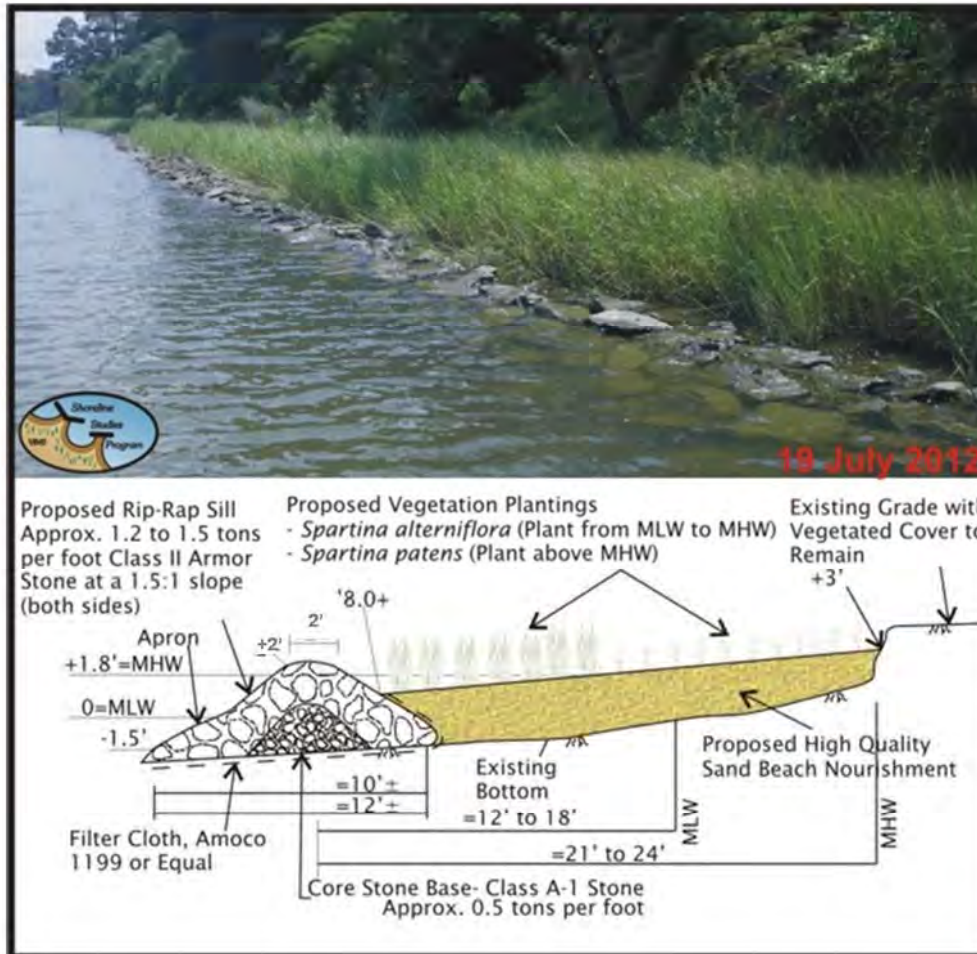 Shoreline
Studies
Program
VIMS
19 July 2012
Proposed Rip-Rap Sill
Approx. 1.2 to 1.5 tons
per foot Class II Armor
Stone at a 1.5:1 slope
(both sides)
Proposed Vegetation Plantings
- Spartina alterniflora (Plant from MLW to MHW)
- Spartina patens (Plant above MHW)
Existing Grade with
Vegetated Cover to
Remain
+3'
'8.0+
2'
±2'
Apron
+1.8'=MHW
0=MLW
-1.5'
Existing
Bottom
Proposed High Quality
Sand Beach Nourishment
=10'±
=12'±
=12' to 18'
MLW
MHW
=21' to 24'
Filter Cloth, Amoco
1199 or Equal
Core Stone Base- Class A-1 Stone
Approx. 0.5 tons per foot